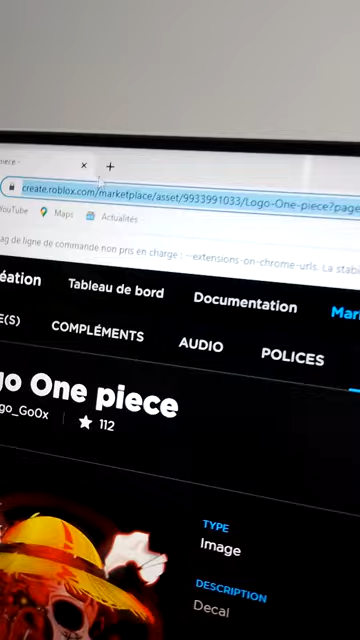 piece -
create.roblox.com/marketplace/asset/9933991033/Logo-One-piece?page
YouTube Maps Actualités
ag de ligne de commande non pris en charge : --extensions-on-chrome-urls. La stabi
éation Tableau de bord Documentation Mar
E(S) COMPLÉMENTS AUDIO POLICES
go One piece
go_Go0x 112
TYPE
Image
DESCRIPTION
Decal